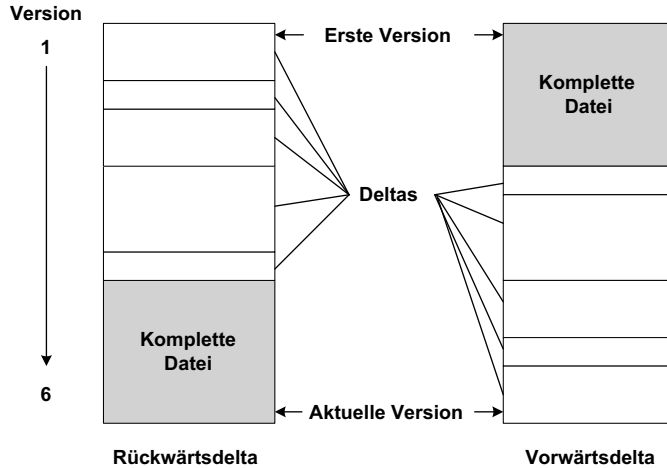 Version
1
6
Erste Version
Komplette
Datei
Deltas
Komplette
Datei
Aktuelle Version
Rückwärtsdelta
Vorwärtsdelta